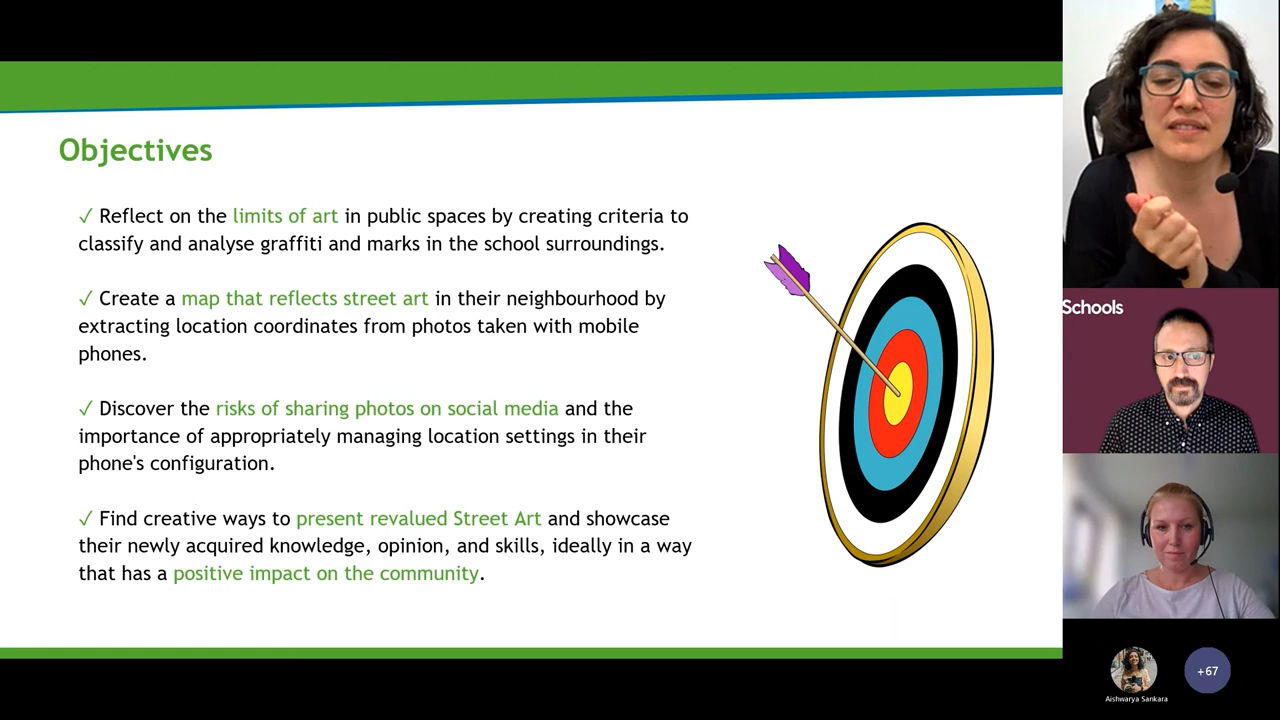 Objectives
✓ Reflect on the limits of art in public spaces by creating criteria to
classify and analyse graffiti and marks in the school surroundings.
✓ Create a map that reflects street art in their neighbourhood by
extracting location coordinates from photos taken with mobile
phones.
✓ Discover the risks of sharing photos on social media and the
importance of appropriately managing location settings in their
phone's configuration.
✓ Find creative ways to present revalued Street Art and showcase
their newly acquired knowledge, opinion, and skills, ideally in a way
that has a positive impact on the community.
Schools
+67
Aishwarya Sankara